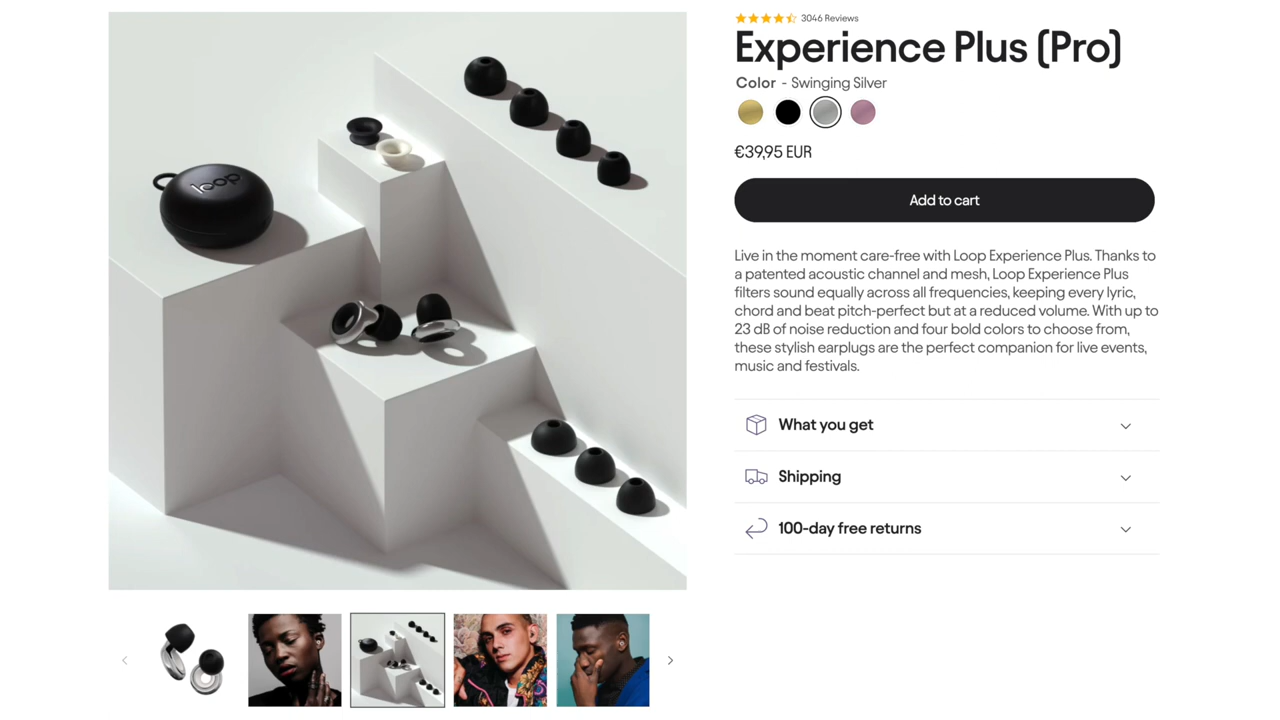 3046 Reviews
Experience Plus (Pro)
Color - Swinging Silver
€39,95 EUR
Add to cart
Live in the moment care-free with Loop Experience Plus. Thanks to
a patented acoustic channel and mesh, Loop Experience Plus
filters sound equally across all frequencies, keeping every lyric,
chord and beat pitch-perfect but at a reduced volume. With up to
23 dB of noise reduction and four bold colors to choose from,
these stylish earplugs are the perfect companion for live events,
music and festivals.
What you get
Shipping
100-day free returns
loop